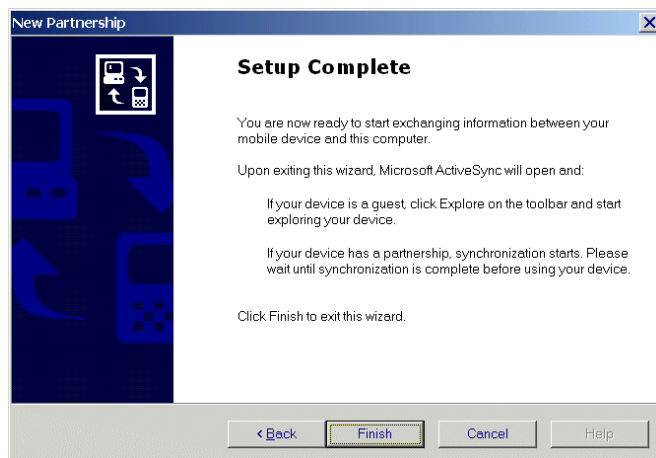 New Partnership
Setup Complete
You are now ready to start exchanging information between your
mobile device and this computer.
Upon exiting this wizard, Microsoft ActiveSync will open and:
If your device is a guest, click Explore on the toolbar and start
exploring your device.
If your device has a partnership, synchronization starts. Please
wait until synchronization is complete before using your device.
Click Finish to exit this wizard.
< Back
Finish
Cancel
Help